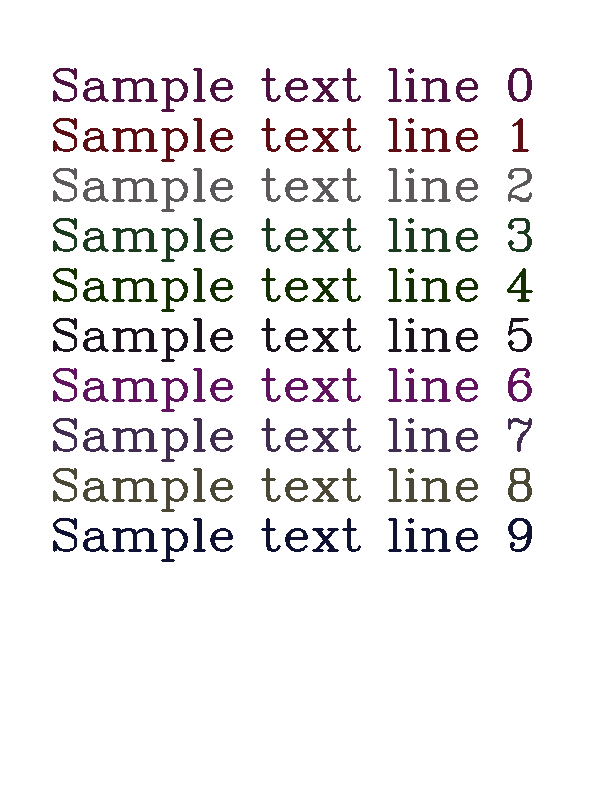 Sample text line 0
Sample text line 1
Sample text line 2
Sample text line 3
Sample text line 4
Sample text line 5
Sample text line 6
Sample text line 7
Sample text line 8
Sample text line 9